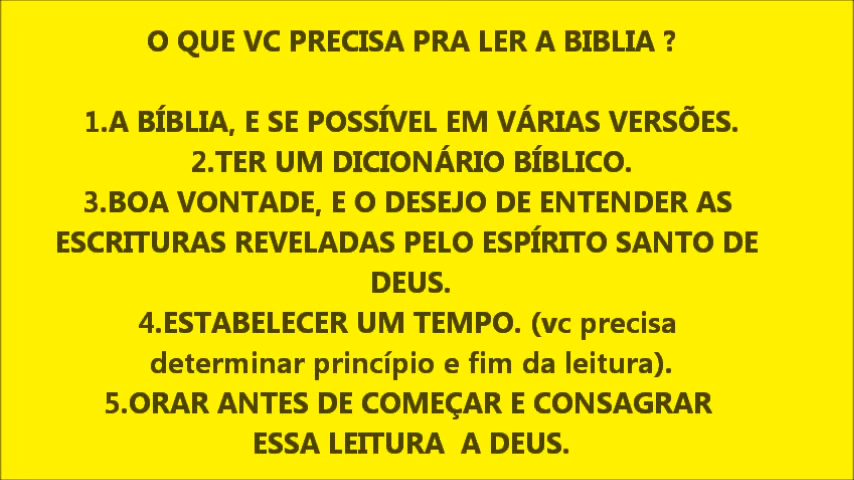 O QUE VC PRECISA PRA LER A BIBLIA ?
1.A BÍBLIA, E SE POSSÍVEL EM VÁRIAS VERSÕES.
2.TER UM DICIONÁRIO BÍBLICO.
3.BOA VONTADE, E O DESEJO DE ENTENDER AS
ESCRITURAS REVELADAS PELO ESPÍRITO SANTO DE
DEUS.
4.ESTABELECER UM TEMPO. (vc precisa
determinar princípio e fim da leitura).
5.ORAR ANTES DE COMEÇAR E CONSAGRAR
ESSA LEITURA  A DEUS.